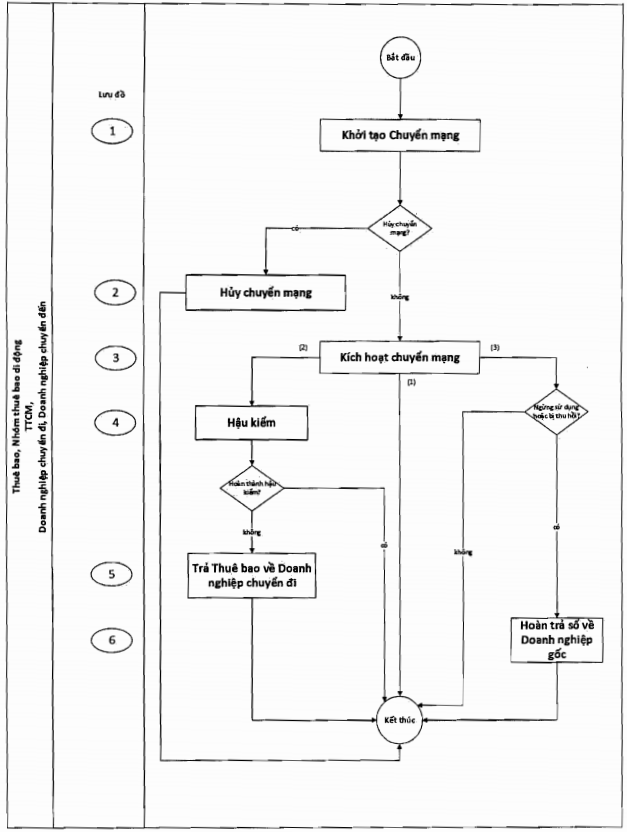 Bắt đầu
Lưu đồ
1
Khởi tạo Chuyển mạng
Hủy chuyển
mạng?
có
2
Hủy chuyển mạng
không
3
(2)
Kích hoạt chuyển mạng
(3)
(1)
Ngừng sử dụng
hoặc bị thu hồi?
4
Hậu kiểm
Hoàn thành hậu
kiểm?
không
có
không
có
5
Trả Thuê bao về Doanh
nghiệp chuyển đi
6
Hoàn trả số về
Doanh nghiệp
gốc
Kết thúc
Thuê bao, Nhóm thuê bao di động
TTCM,
Doanh nghiệp chuyển đi, Doanh nghiệp chuyển đến